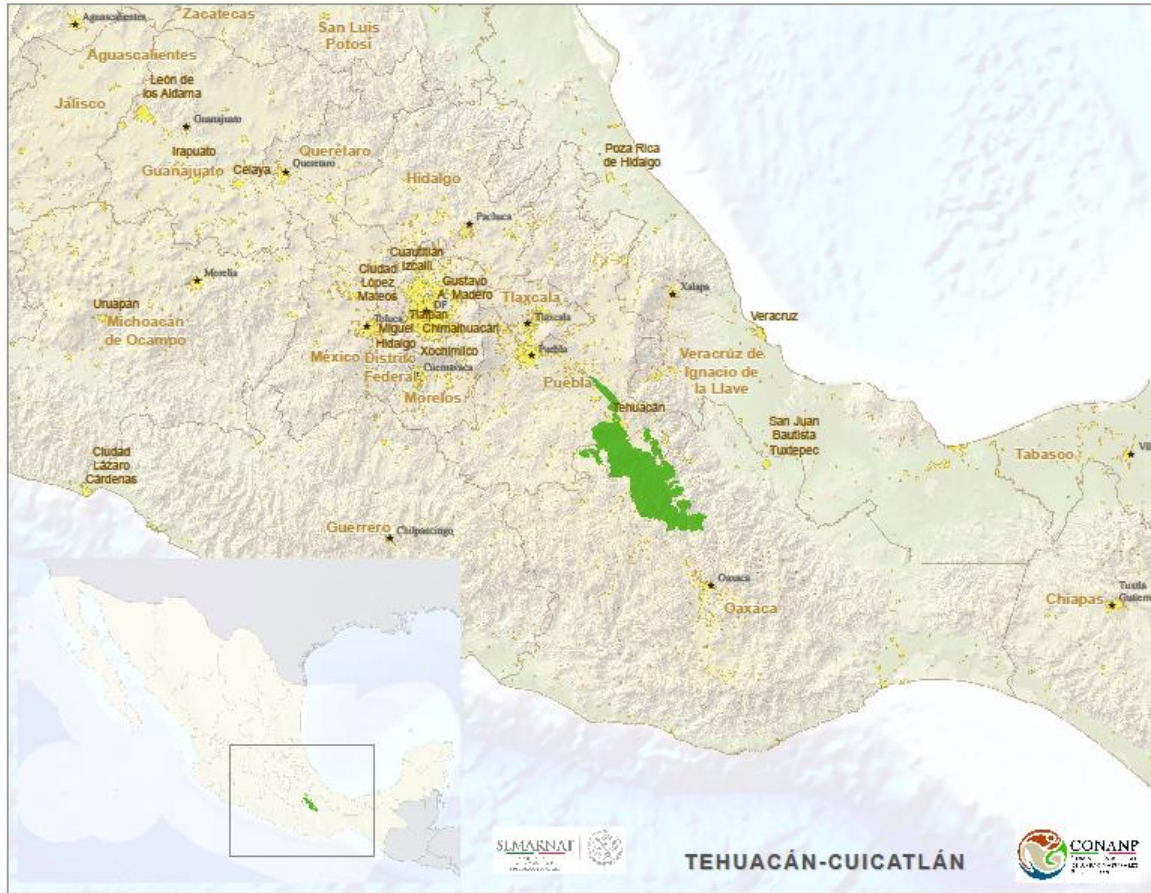 Aguascalientes
Zacatecas
San Luis
Potosí
Aguascalientes
León de
los Aldama
Jalisco
Guanajuato
Irapuato
Querétaro
Guanajuato
Celaya
Querétaro
Poza Rica
de Hidalgo
Hidalgo
Pachuca
Cuautitlán
Izcalli
Ciudad
López
Mateos
Gustavo
A. Madero
DF
Morelia
Xalapa
Uruapán
Michoacán
de Ocampo
Tlaxcala
Tlaxcala
Toluca
Tlalpan
Miguel
Hidalgo
Chimalhuacán
Veracruz
México
Distrito
Federal
Xochimilco
Cuernavaca
Puebla
Veracruz de
Ignacio de
la Llave
Puebla
Morelos
Tehuacán
San Juan
Bautista
Tuxtepec
Ciudad
Lázaro
Cárdenas
Tabasco
Guerrero
Chilpancingo
Oaxaca
Oaxaca
Chiapas
Tuxtla
SEMARNAT
TEHUACÁN-CUICATLÁN
CONANP